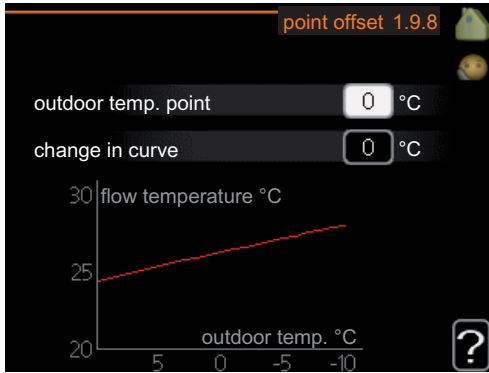 point offset 1.9.8
outdoor temp. point 0 °C
change in curve 0 °C
30 flow temperature °C
25
outdoor temp. °C
20
5 0 -5 -10
?